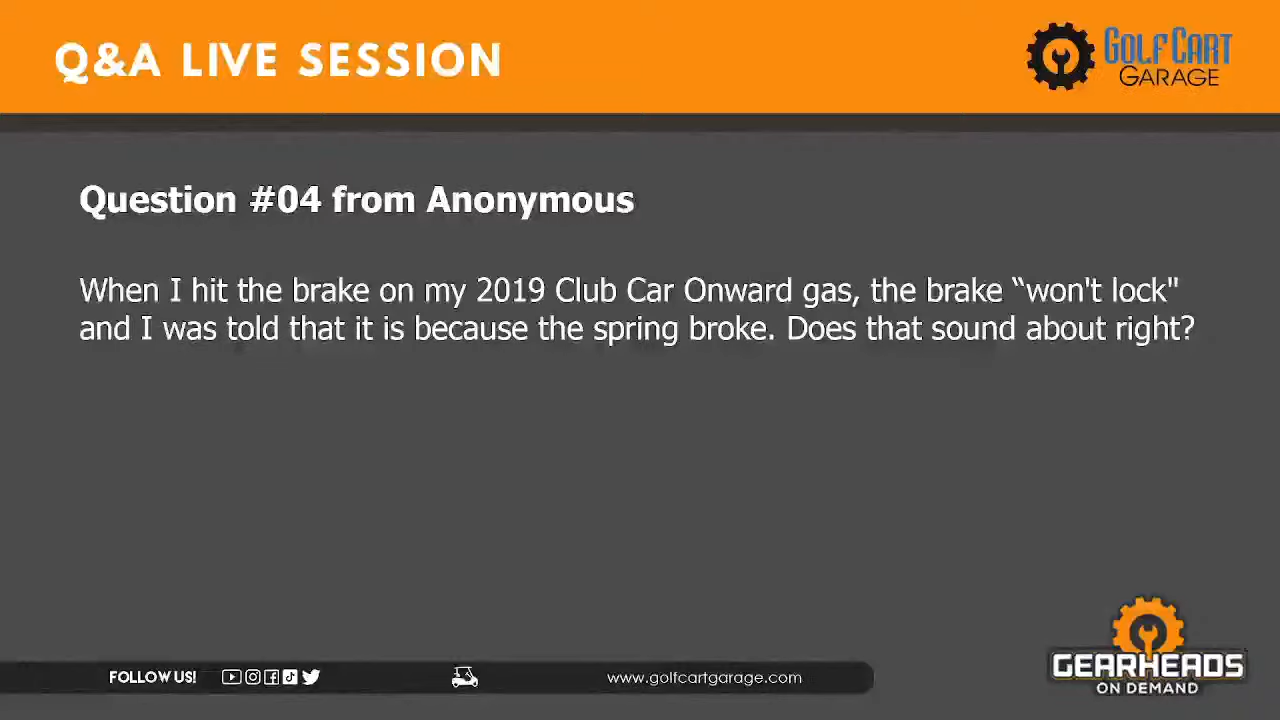 Q&A LIVE SESSION
GOLF CART
GARAGE
Question #04 from Anonymous
When I hit the brake on my 2019 Club Car Onward gas, the brake “won't lock"
and I was told that it is because the spring broke. Does that sound about right?
FOLLOW US!
www.golfcartgarage.com
GEARHEADS
ON DEMAND